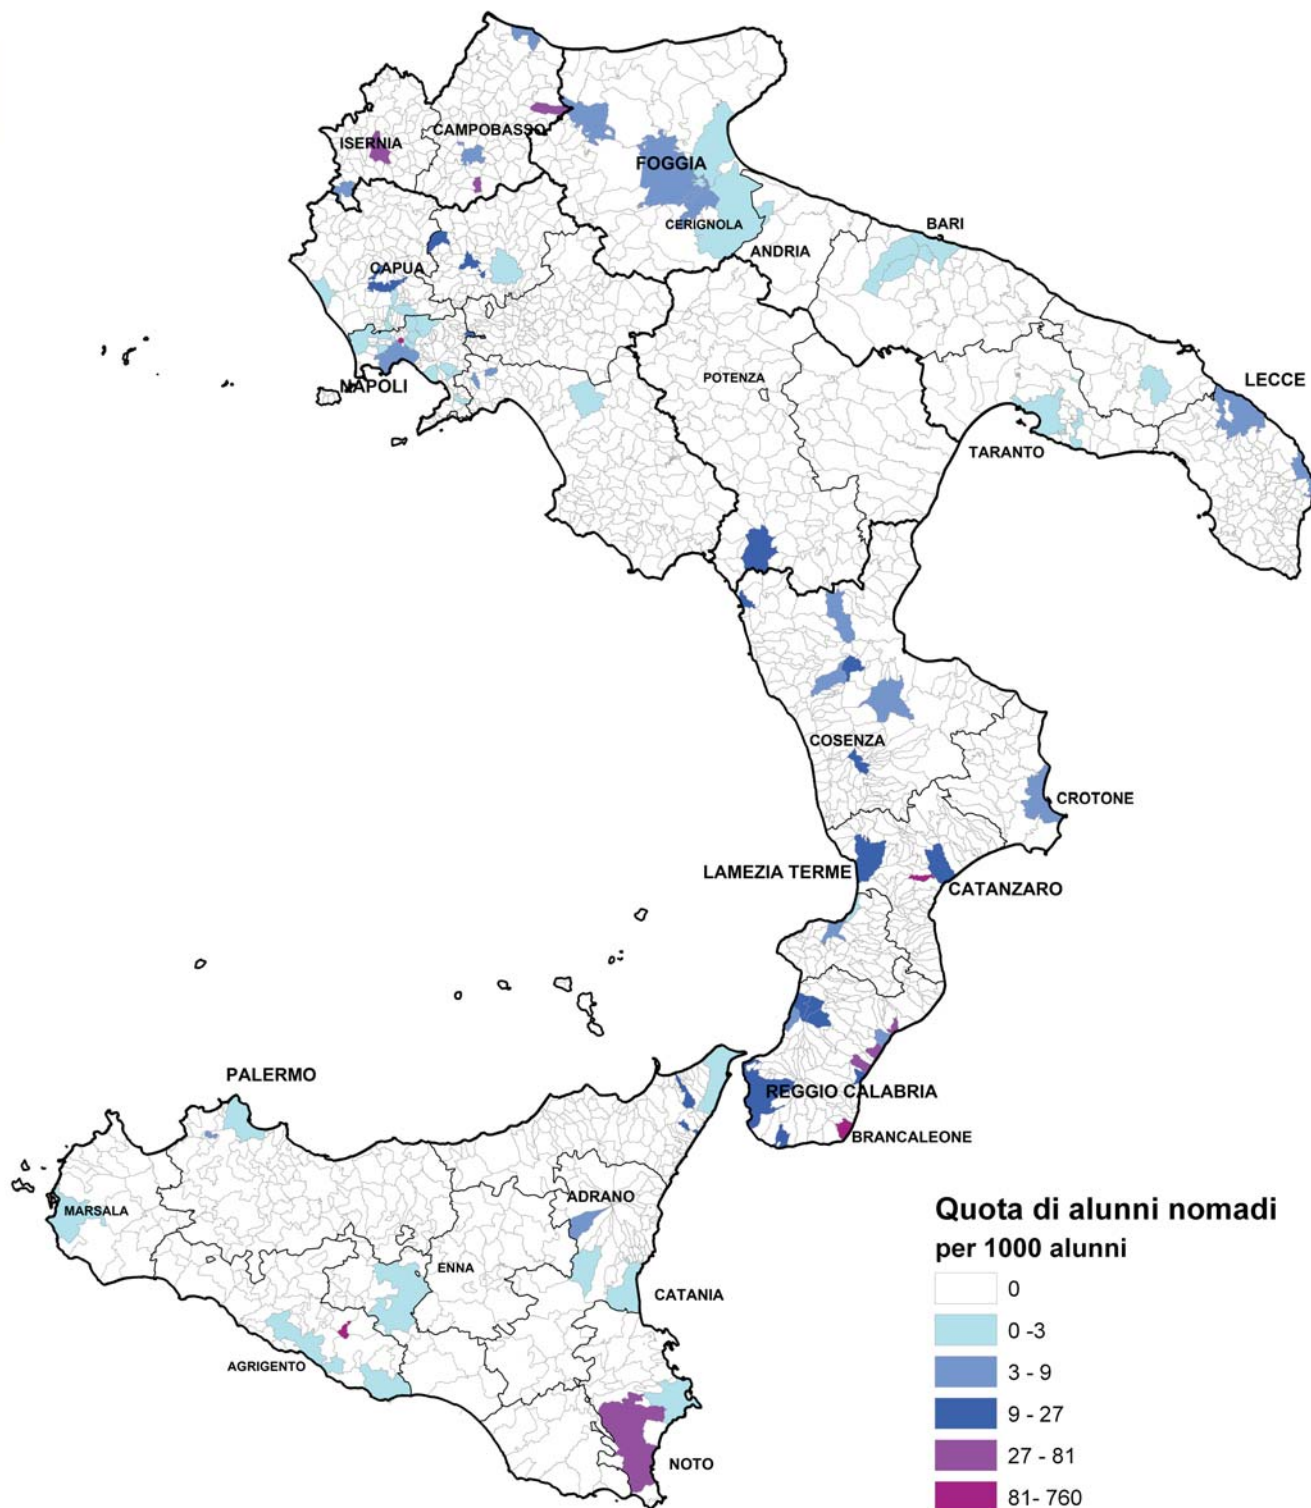 CAMPOBASSO
ISERNIA
FOGGIA
CERIGNOLA
BARI
ANDRIA
CAPUA
NAPOLI
POTENZA
LECCE
TARANTO
COSENZA
CROTONE
LAMEZIA TERME
CATANZARO
PALERMO
REGGIO CALABRIA
BRANCALEONE
ADRANO
MARSALA
ENNA
CATANIA
AGRIGENTO
NOTO
Quota di alunni nomadi
per 1000 alunni
0
0 -3
3 - 9
9 - 27
27 - 81
81- 760